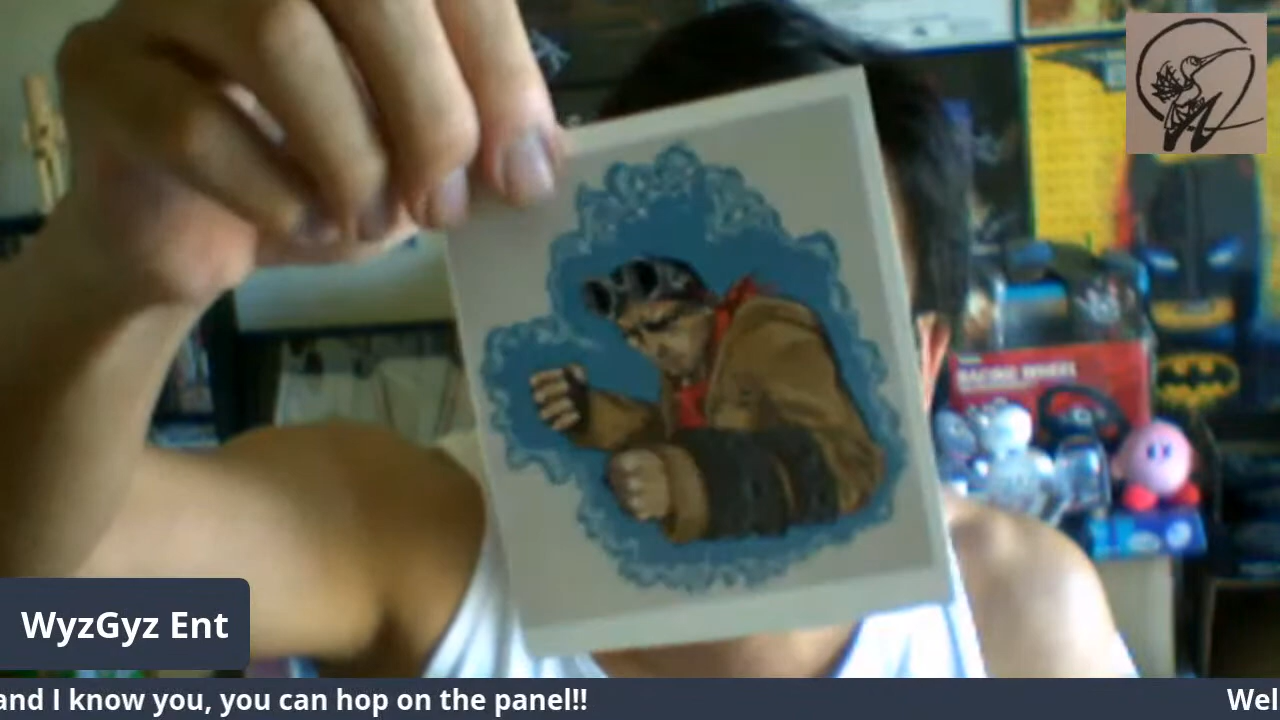 RACING WHEEL
WyzGyz Ent
and I know you, you can hop on the panel!!
Wel